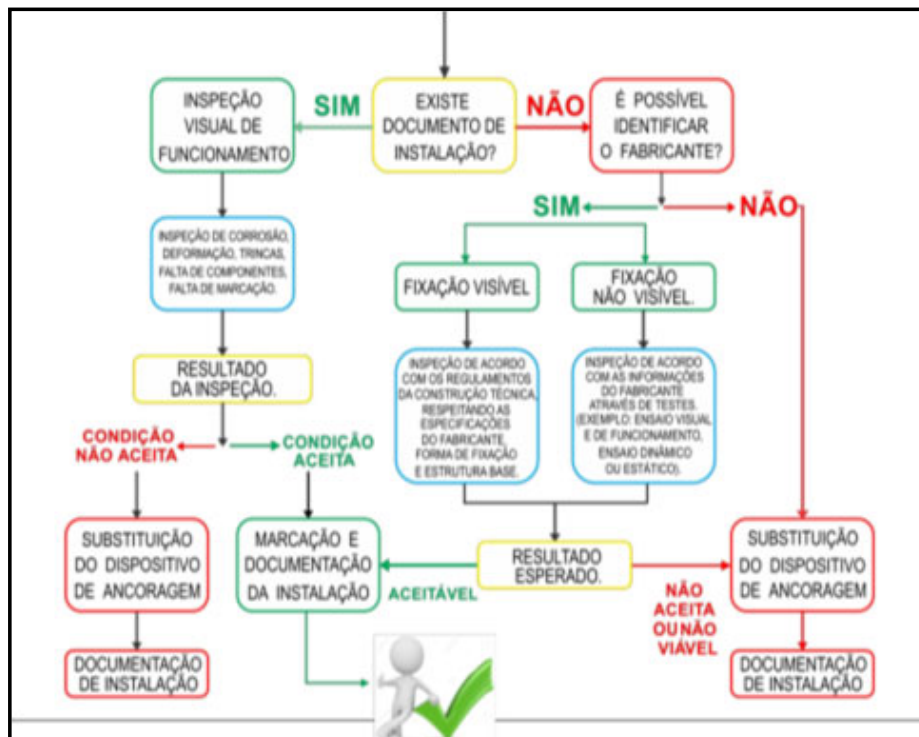 INSPEÇÃO
VISUAL DE
FUNCIONAMENTO
SIM
EXISTE
DOCUMENTO DE
INSTALAÇÃO?
NÃO
É POSSÍVEL
IDENTIFICAR
O FABRICANTE?
SIM
NÃO
INSPEÇÃO DE CORROSÃO,
DEFORMAÇÃO, TRINCAS,
FALTA DE COMPONENTES,
FALTA DE MARCAÇÃO.
FIXAÇÃO VISÍVEL
FIXAÇÃO
NÃO VISÍVEL.
RESULTADO
DA INSPEÇÃO.
INSPEÇÃO DE ACORDO
COM OS REGULAMENTOS
DA CONSTRUÇÃO TÉCNICA,
RESPEITANDO AS
ESPECIFICAÇÕES
DO FABRICANTE,
FORMA DE FIXAÇÃO
E ESTRUTURA BASE.
INSPEÇÃO DE ACORDO
COM AS INFORMAÇÕES
DO FABRICANTE
ATRAVÉS DE TESTES.
(EXEMPLO: ENSAIO VISUAL
E DE FUNCIONAMENTO,
ENSAIO DINÂMICO
OU ESTÁTICO).
CONDIÇÃO
NÃO ACEITA
CONDIÇÃO
ACEITA
SUBSTITUIÇÃO
DO DISPOSITIVO
DE ANCORAGEM
MARCAÇÃO E
DOCUMENTAÇÃO
DA INSTALAÇÃO
ACEITÁVEL
RESULTADO
ESPERADO.
NÃO
ACEITA
OU NÃO
VIÁVEL
SUBSTITUIÇÃO
DO DISPOSITIVO
DE ANCORAGEM
DOCUMENTAÇÃO
DE INSTALAÇÃO
DOCUMENTAÇÃO
DE INSTALAÇÃO